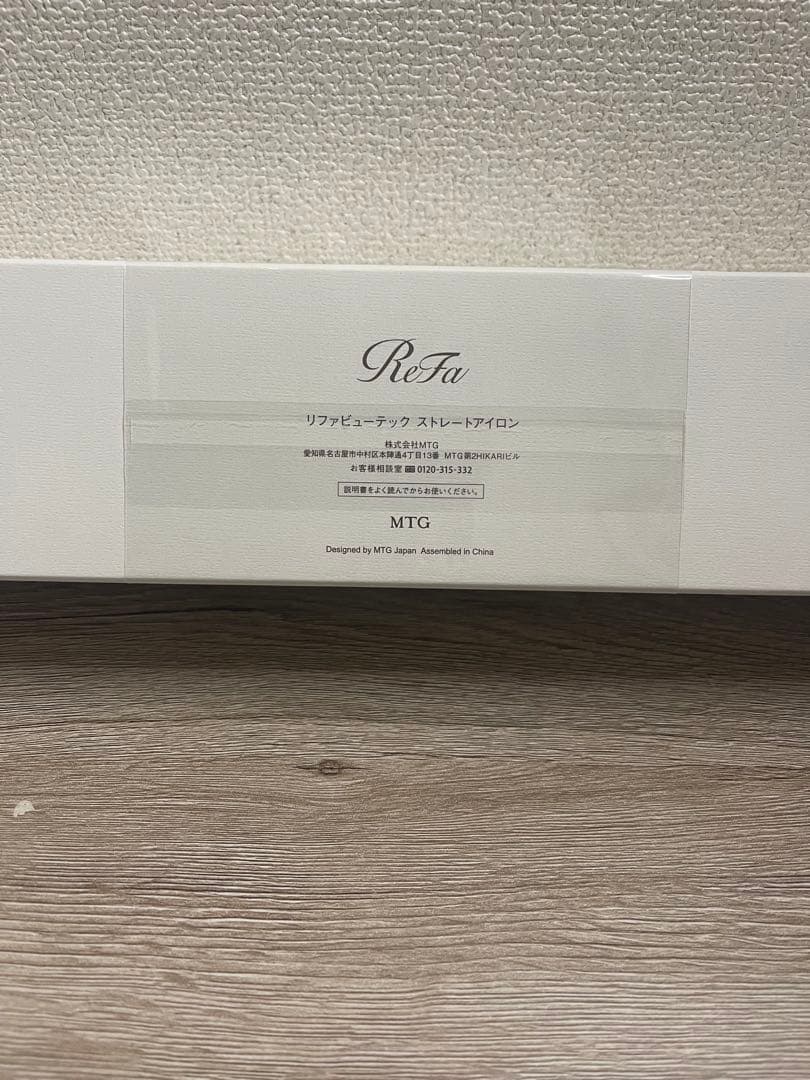 ReFa
リファビューテック ストレートアイロン
株式会社MTG
愛知県名古屋市中村区本陣通4丁目13番 MTG第2HIKARIビル
お客様相談室 0120-315-332
説明書をよく読んでからお使いください。
MTG
Designed by MTG Japan Assembled in China